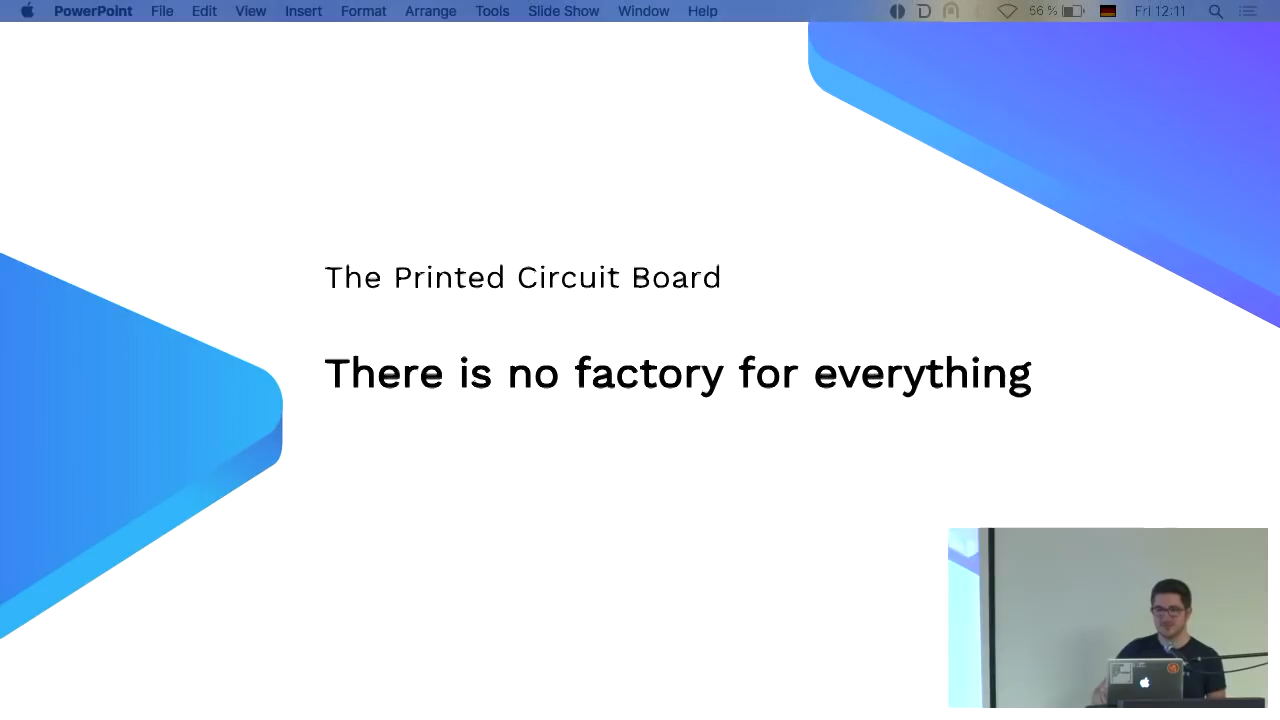 PowerPoint File Edit View Insert Format Arrange Tools Slide Show Window Help 56 % Fri 12:11
The Printed Circuit Board
There is no factory for everything